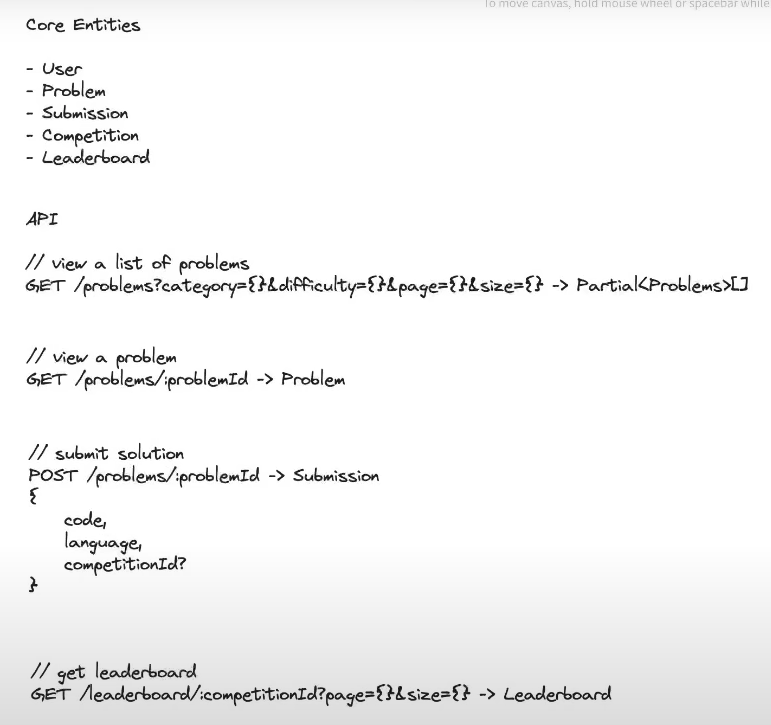 To move canvas, hold mouse wheel or spacebar while
Core Entities
- User
- Problem
- Submission
- Competition
- Leaderboard
API
// view a list of problems
GET /problems?category={}&difficulty={}&page={}&size={} -> Partial<Problems>[]
// view a problem
GET /problems/:problemId -> Problem
// submit solution
POST /problems/:problemId -> Submission
{
code,
language,
competitionId?
}
// get leaderboard
GET /leaderboard/:competitionId?page={}&size={} -> Leaderboard